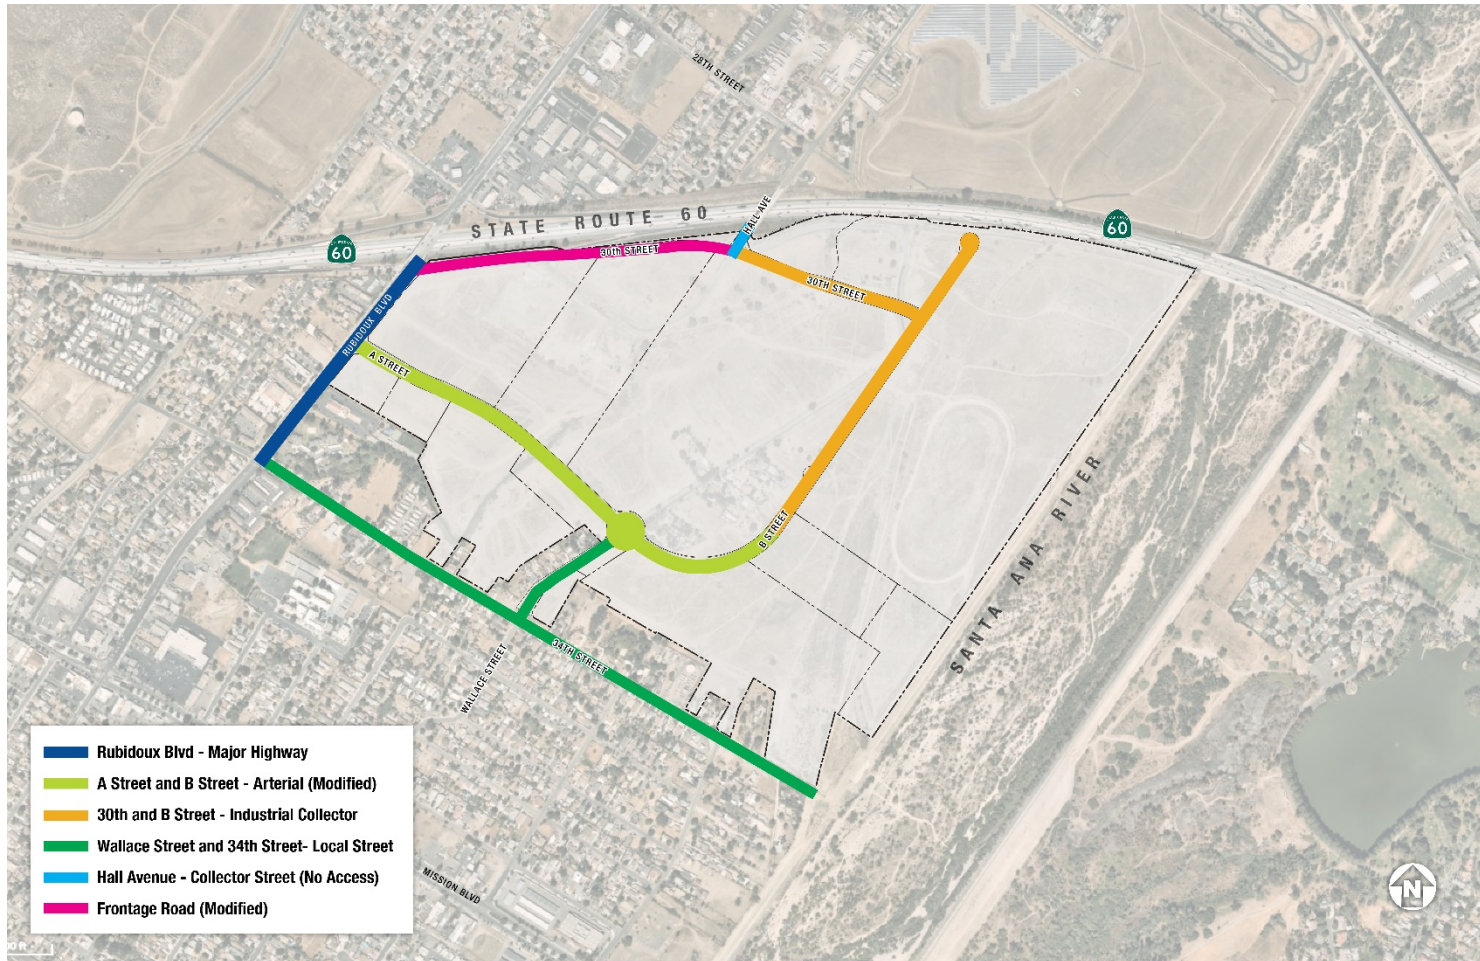 28TH STREET
HALL AVE
STATE ROUTE 60
60
60
30th STREET
30TH STREET
RUBIDOUX BLVD
A STREET
B STREET
SANTA ANA RIVER
34TH STREET
WALLACE STREET
MISSION BLVD
Rubidoux Blvd - Major Highway
A Street and B Street - Arterial (Modified)
30th and B Street - Industrial Collector
Wallace Street and 34th Street- Local Street
Hall Avenue - Collector Street (No Access)
Frontage Road (Modified)
N